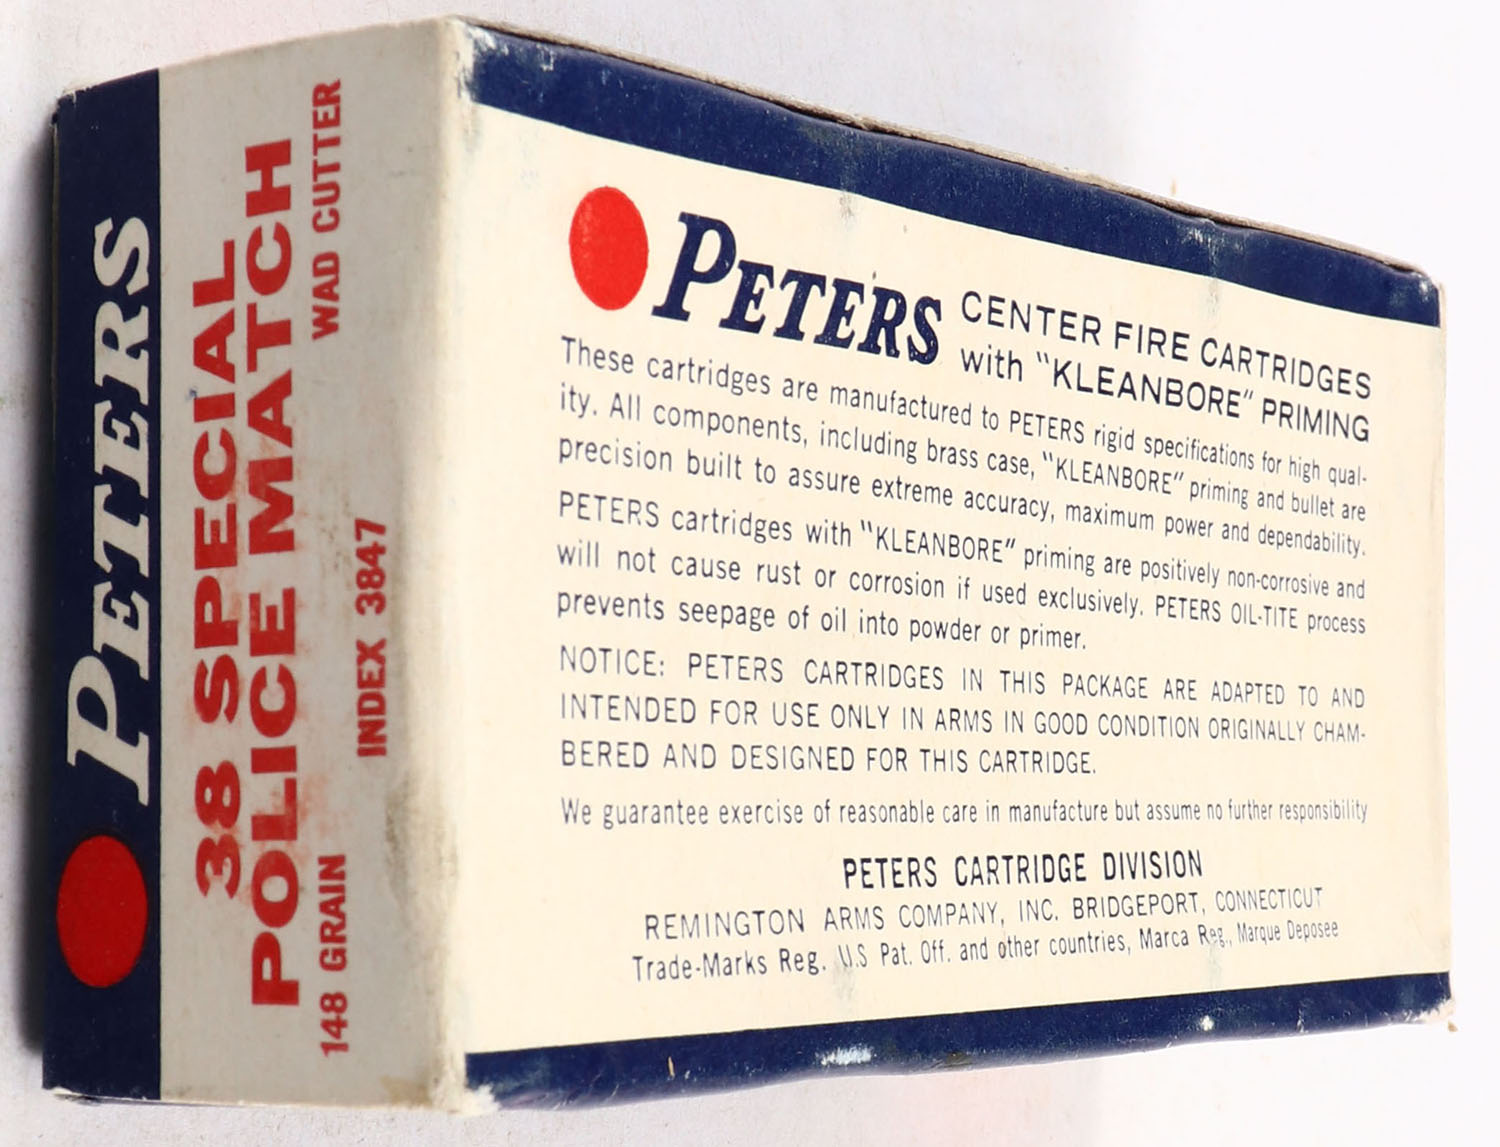 PETERS
38 SPECIAL
POLICE MATCH
148 GRAIN WAD CUTTER
INDEX 3847
PETERS CENTER FIRE CARTRIDGES
with "KLEANBORE" PRIMING
These cartridges are manufactured to PETERS rigid specifications for high qual-
ity. All components, including brass case, "KLEANBORE" priming and bullet are
precision built to assure extreme accuracy, maximum power and dependability.
PETERS cartridges with "KLEANBORE" priming are positively non-corrosive and
will not cause rust or corrosion if used exclusively. PETERS OIL-TITE process
prevents seepage of oil into powder or primer.
NOTICE: PETERS CARTRIDGES IN THIS PACKAGE ARE ADAPTED TO AND
INTENDED FOR USE ONLY IN ARMS IN GOOD CONDITION ORIGINALLY CHAM-
BERED AND DESIGNED FOR THIS CARTRIDGE.
We guarantee exercise of reasonable care in manufacture but assume no further responsibility
PETERS CARTRIDGE DIVISION
REMINGTON ARMS COMPANY, INC. BRIDGEPORT, CONNECTICUT
Trade-Marks Reg. U.S Pat. Off. and other countries, Marca Reg., Marque Deposee